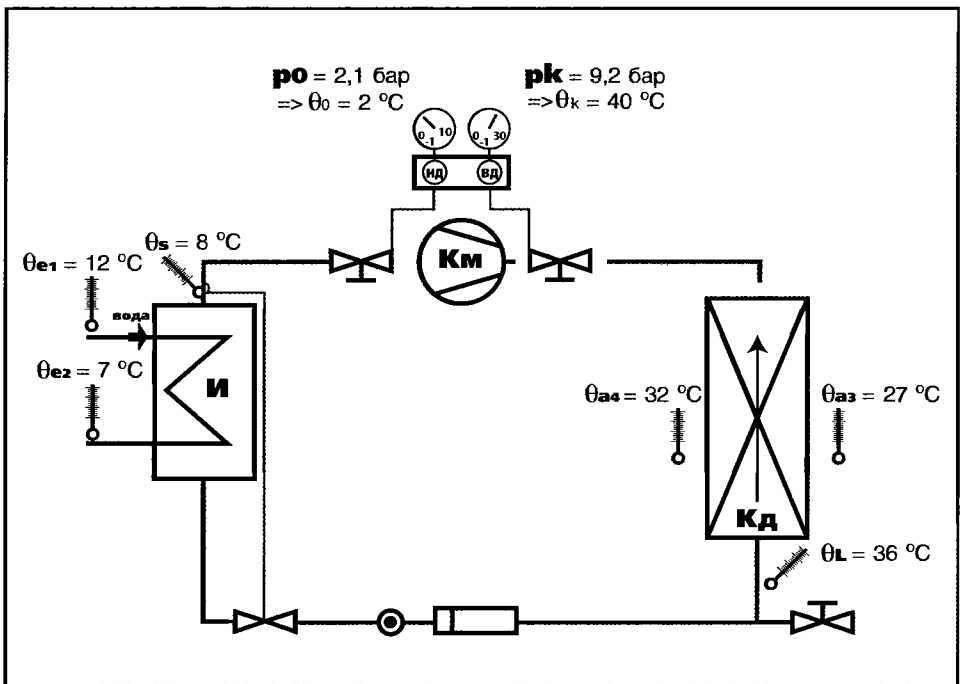 p0 = 2,1 бар
=> θ0 = 2 °C
pk = 9,2 бар
=>θk = 40 °C
0 -1 10
0 -1 30
НД
ВД
Км
θs = 8 °C
θe1 = 12 °C
вода
θe2 = 7 °C
И
θa4 = 32 °C
θa3 = 27 °C
Кд
θL = 36 °C